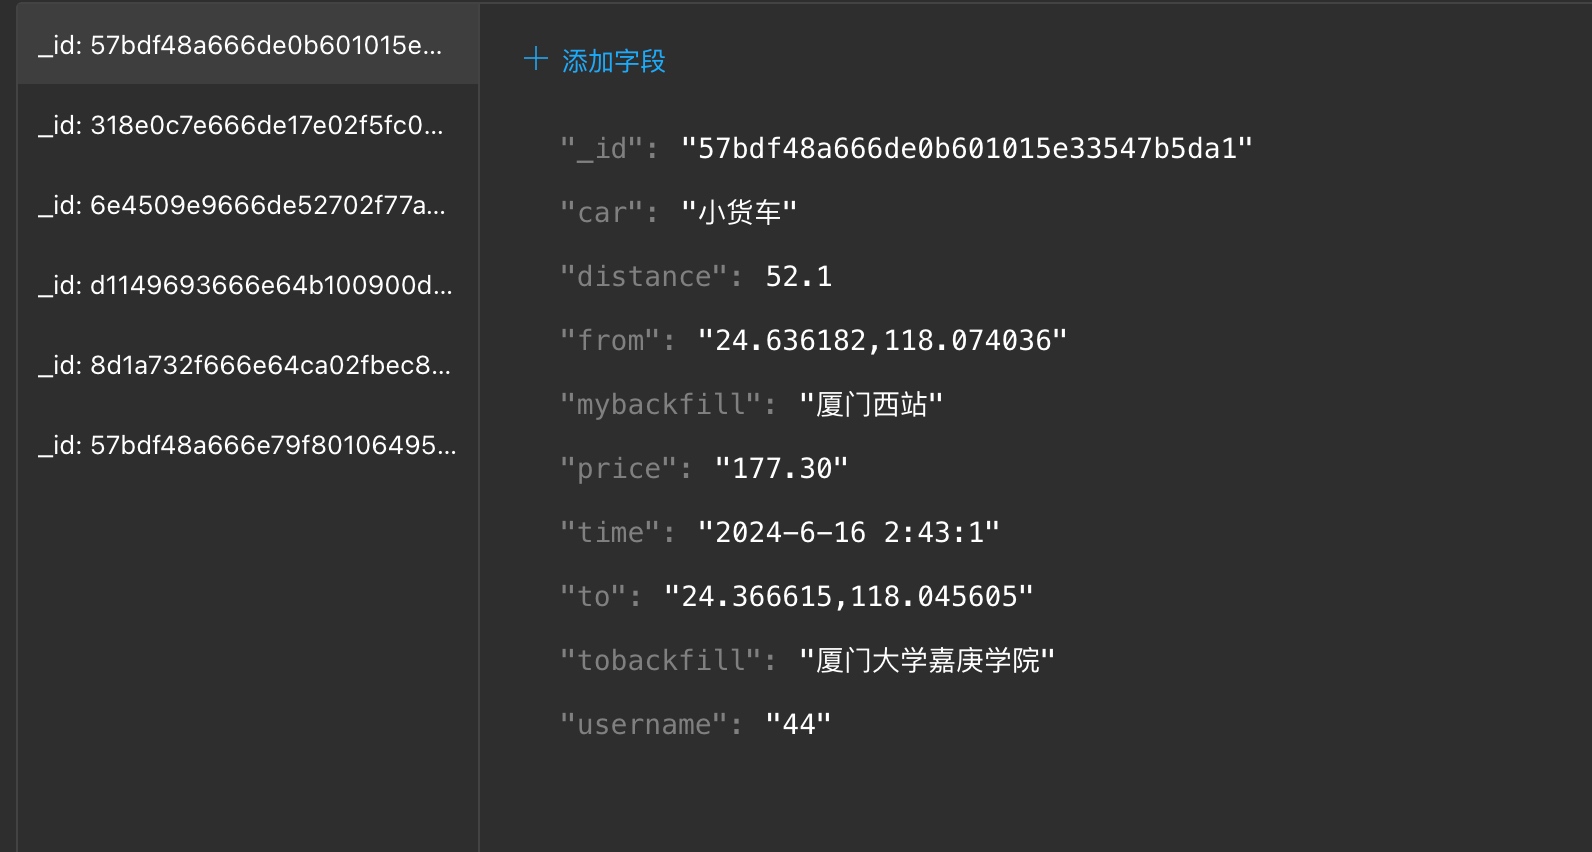 _id: 57bdf48a666de0b601015e...
_id: 318e0c7e666de17e02f5fc0...
_id: 6e4509e9666de52702f77a...
_id: d1149693666e64b100900d...
_id: 8d1a732f666e64ca02fbec8...
_id: 57bdf48a666e79f80106495...
+ 添加字段
"_id": "57bdf48a666de0b601015e33547b5da1"
"car": "小货车"
"distance": 52.1
"from": "24.636182,118.074036"
"mybackfill": "厦门西站"
"price": "177.30"
"time": "2024-6-16 2:43:1"
"to": "24.366615,118.045605"
"tobackfill": "厦门大学嘉庚学院"
"username": "44"